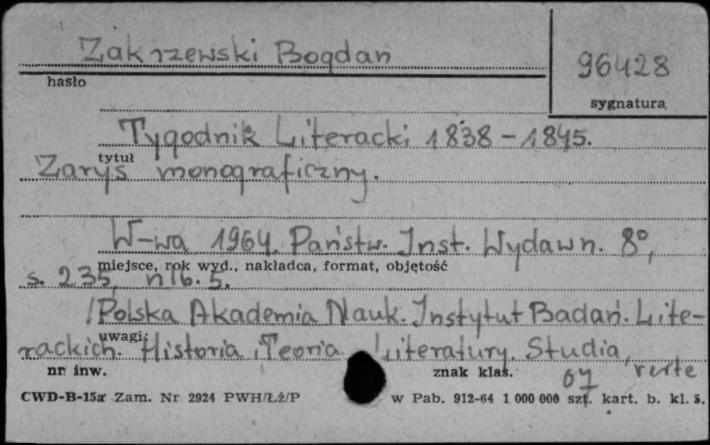 Zakrzewski Bogdan
96428
hasło
sygnatura
Tygodnik Literacki 1838-1845.
tytuł
Zarys monograficzny.
W-wa 1964. Państw. Inst. Wydawn. 8°,
miejsce, rok wyd., nakładca, format, objętość
s. 235, nlb. 5.
/Polska Akademia Nauk. Instytut Badań. Lite-
uwagi:
rackich. Historia i Teoria Literatury. Studia,
verte
nr inw.
znak klas.
07
CWD-B-15a Zam. Nr 2924 PWH/Łż/P
w Pab. 912-64 1 000 000 szt. kart. b. kl. 5.